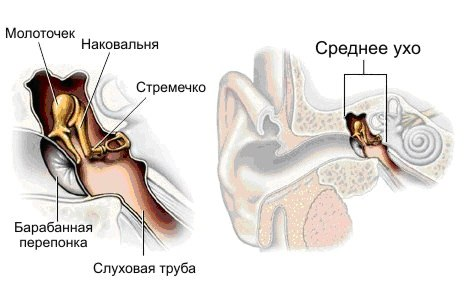 Молоточек
Наковальня
Стремечко
Барабанная
перепонка
Слуховая труба
Среднее ухо